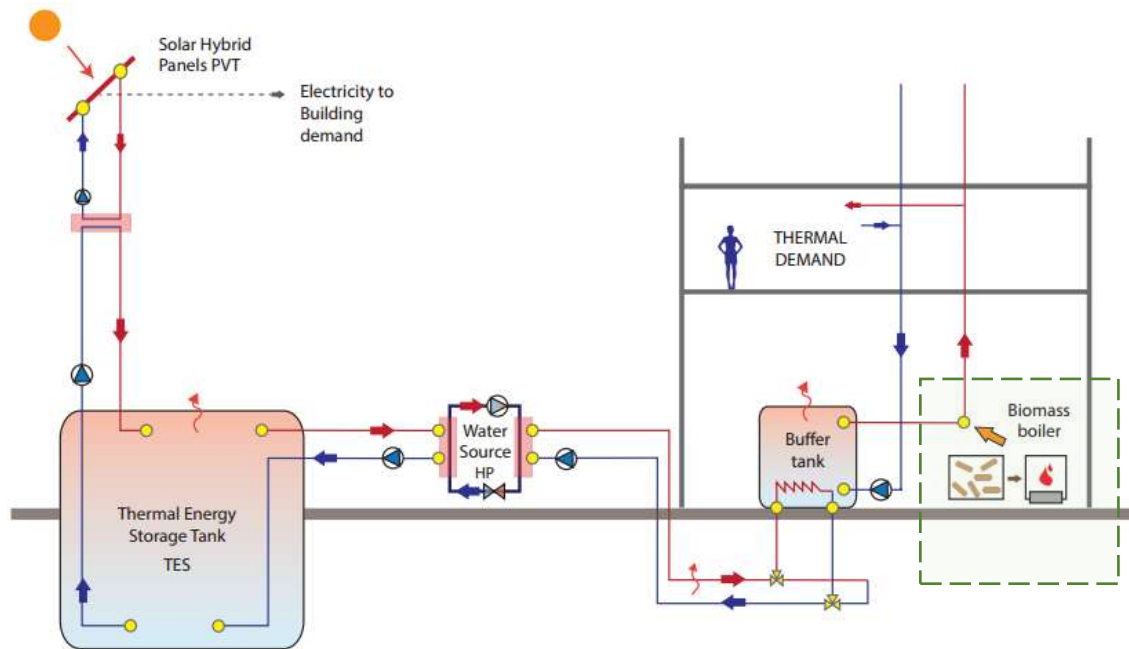 Solar Hybrid
Panels PVT
Electricity to
Building
demand
THERMAL
DEMAND
Water
Source
HP
Buffer
tank
Biomass
boiler
Thermal Energy
Storage Tank
TES